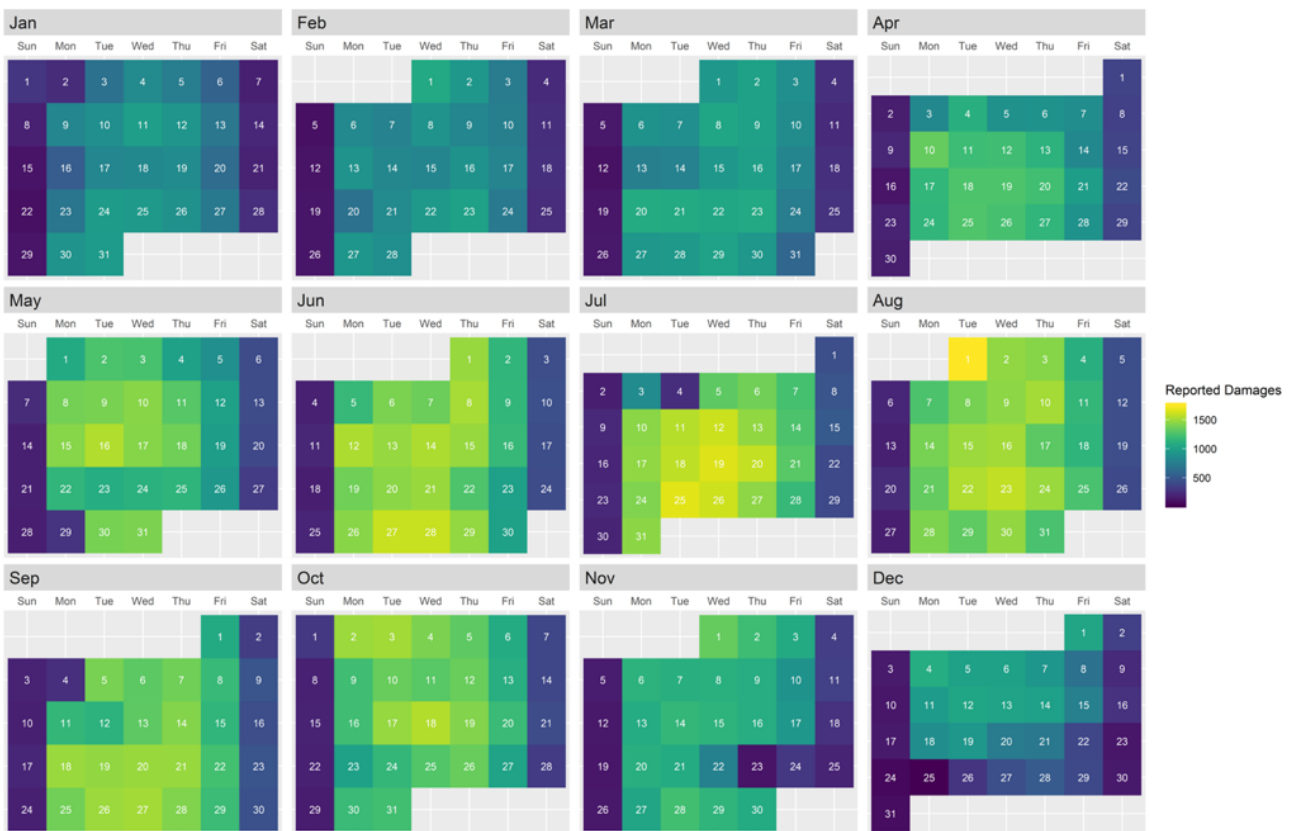 Jan Feb Mar Apr
Sun Mon Tue Wed Thu Fri Sat Sun Mon Tue Wed Thu Fri Sat Sun Mon Tue Wed Thu Fri Sat Sun Mon Tue Wed Thu Fri Sat
1 2 3 4 5 6 7 1 2 3 4 1 2 3 4 1
8 9 10 11 12 13 14 5 6 7 8 9 10 11 5 6 7 8 9 10 11 2 3 4 5 6 7 8
15 16 17 18 19 20 21 12 13 14 15 16 17 18 12 13 14 15 16 17 18 9 10 11 12 13 14 15
22 23 24 25 26 27 28 19 20 21 22 23 24 25 19 20 21 22 23 24 25 16 17 18 19 20 21 22
29 30 31 26 27 28 26 27 28 29 30 31 23 24 25 26 27 28 29
30
May Jun Jul Aug
Sun Mon Tue Wed Thu Fri Sat Sun Mon Tue Wed Thu Fri Sat Sun Mon Tue Wed Thu Fri Sat Sun Mon Tue Wed Thu Fri Sat
1 2 3 4 5 6 1 2 3 1 1 2 3 4 5
7 8 9 10 11 12 13 4 5 6 7 8 9 10 2 3 4 5 6 7 8 6 7 8 9 10 11 12
14 15 16 17 18 19 20 11 12 13 14 15 16 17 9 10 11 12 13 14 15 13 14 15 16 17 18 19
21 22 23 24 25 26 27 18 19 20 21 22 23 24 16 17 18 19 20 21 22 20 21 22 23 24 25 26
28 29 30 31 25 26 27 28 29 30 23 24 25 26 27 28 29 27 28 29 30 31
30 31
Reported Damages
1500
1000
500
Sep Oct Nov Dec
Sun Mon Tue Wed Thu Fri Sat Sun Mon Tue Wed Thu Fri Sat Sun Mon Tue Wed Thu Fri Sat Sun Mon Tue Wed Thu Fri Sat
1 2 1 2 3 4 5 6 7 1 2 3 4 1 2
3 4 5 6 7 8 9 8 9 10 11 12 13 14 5 6 7 8 9 10 11 3 4 5 6 7 8 9
10 11 12 13 14 15 16 15 16 17 18 19 20 21 12 13 14 15 16 17 18 10 11 12 13 14 15 16
17 18 19 20 21 22 23 22 23 24 25 26 27 28 19 20 21 22 23 24 25 17 18 19 20 21 22 23
24 25 26 27 28 29 30 29 30 31 26 27 28 29 30 24 25 26 27 28 29 30
31